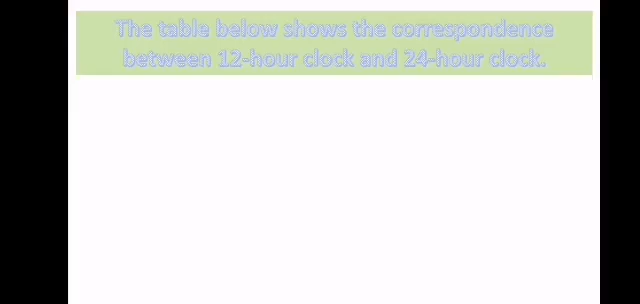 The table below shows the correspondence
between 12-hour clock and 24-hour clock.